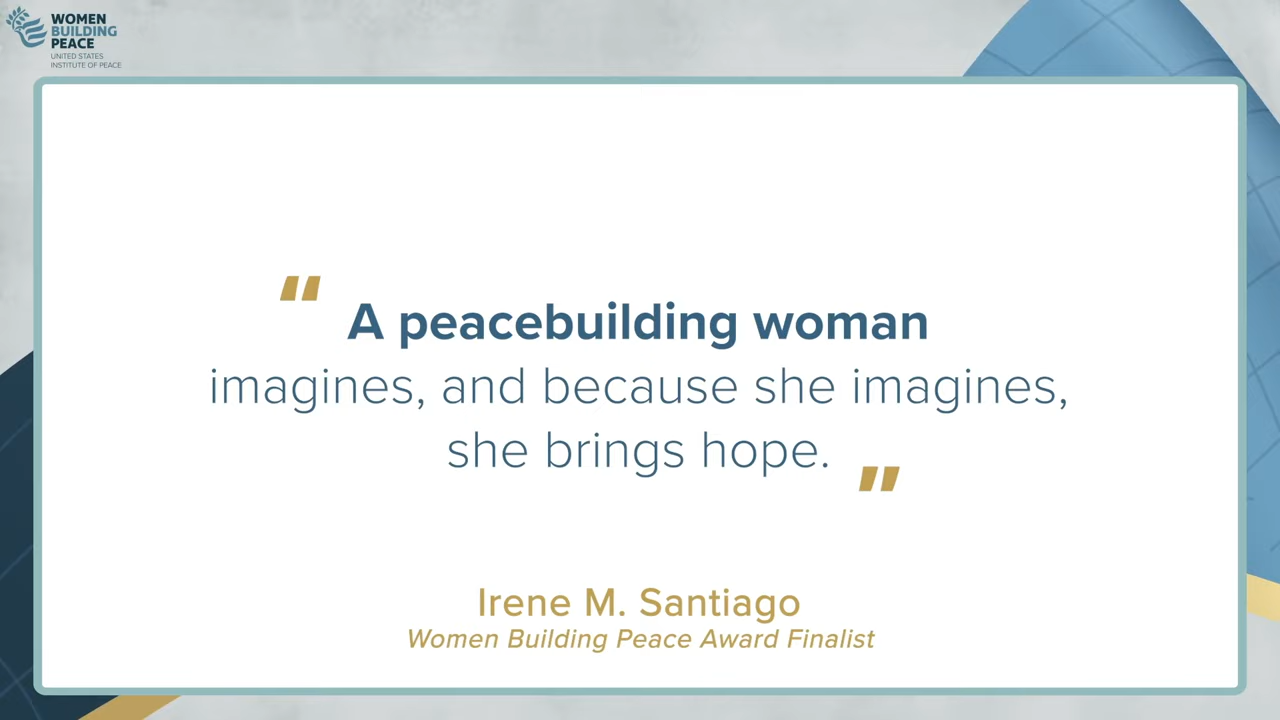 WOMEN
BUILDING
PEACE
UNITED STATES
INSTITUTE OF PEACE
"A peacebuilding woman
imagines, and because she imagines,
she brings hope."
Irene M. Santiago
Women Building Peace Award Finalist